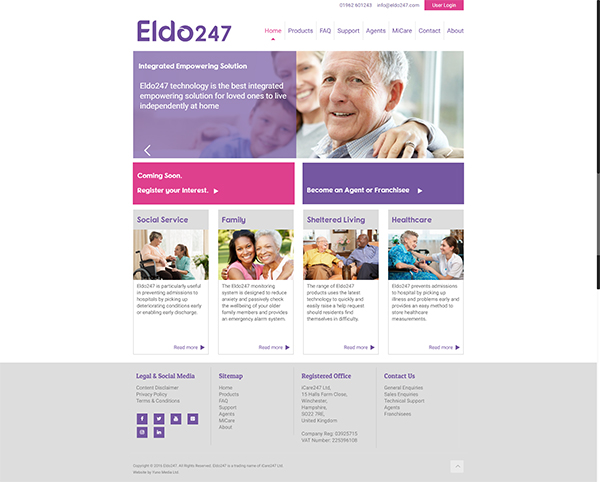 01962 801243 info@eldo247.com User Login
Eldo247
Home Products FAQ Support Agents MiCare Contact About
Integrated Empowering Solution
Eldo247 technology is the best integrated
empowering solution for loved ones to live
independently at home
Coming Soon.
Register your Interest.
Become an Agent or Franchisee
Social Service
Eldo247 is particularly useful
in preventing admissions to
hospitals by picking up
deteriorating conditions early
or enabling early discharge.
Read more
Family
The Eldo247 monitoring
system is designed to reduce
anxiety and passively check
the wellbeing of your older
family members and provides
an emergency alarm system.
Read more
Sheltered Living
The range of Eldo247
products uses the latest
technology to quickly and
easily raise a help request
should residents find
themselves in difficulty.
Read more
Healthcare
Eldo247 prevents admissions
to hospital by picking up
illness and problems early and
provides an easy method to
store healthcare
measurements.
Read more
Legal & Social Media
Content Disclaimer
Privacy Policy
Terms & Conditions
Sitemap
Home
Products
FAQ
Support
Agents
MiCare
About
Registered Office
iCare247 Ltd,
15 Halls Farm Close,
Winchester,
Hampshire,
SO22 7RE,
United Kingdom
Company Reg: 03925715
VAT Number: 225398108
Contact Us
General Enquiries
Sales Enquiries
Technical Support
Agents
Franchisees
Copyright © 2016 Eldo247. All Rights Reserved. Eldo247 is a trading name of iCare247 Ltd.